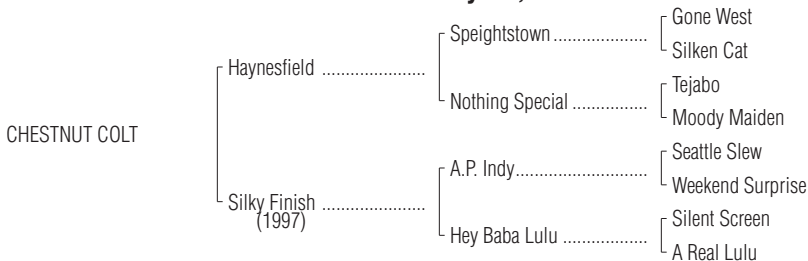 Gone West
Speightstown ....................
Silken Cat
Haynesfield ......................
Tejabo
Nothing Special ................
Moody Maiden
CHESTNUT COLT
Seattle Slew
A.P. Indy............................
Weekend Surprise
Silky Finish ......................
(1997)
Silent Screen
Hey Baba Lulu ..................
A Real Lulu